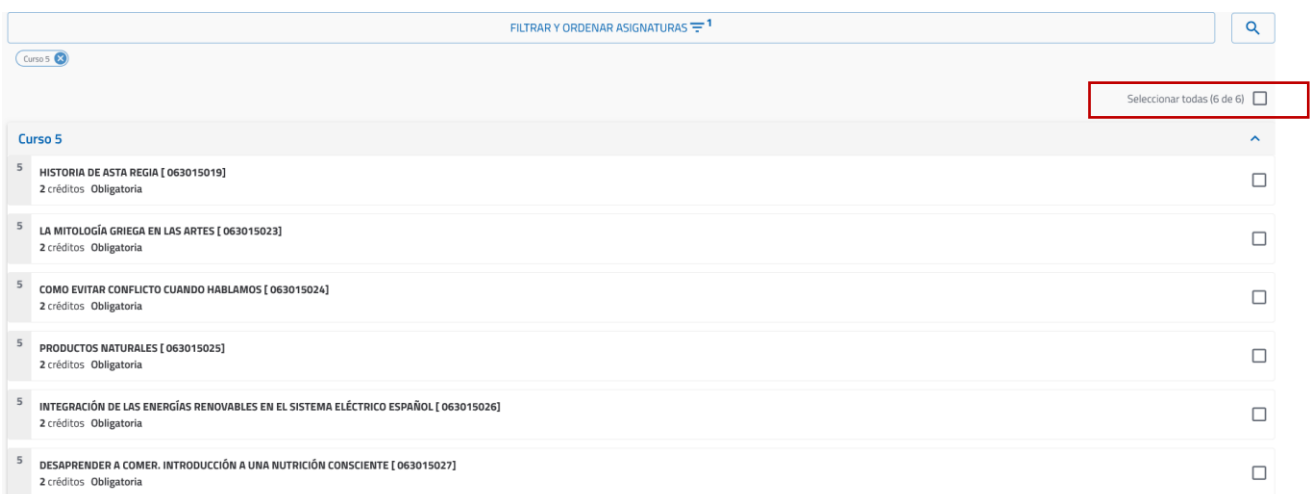 FILTRAR Y ORDENAR ASIGNATURAS 1
Curso 5
Seleccionar todas (6 de 6)
Curso 5
5 HISTORIA DE ASTA REGIA [ 063015019]
2 créditos Obligatoria
5 LA MITOLOGÍA GRIEGA EN LAS ARTES [ 063015023]
2 créditos Obligatoria
5 COMO EVITAR CONFLICTO CUANDO HABLAMOS [ 063015024]
2 créditos Obligatoria
5 PRODUCTOS NATURALES [ 063015025]
2 créditos Obligatoria
5 INTEGRACIÓN DE LAS ENERGÍAS RENOVABLES EN EL SISTEMA ELÉCTRICO ESPAÑOL [ 063015026]
2 créditos Obligatoria
5 DESAPRENDER A COMER. INTRODUCCIÓN A UNA NUTRICIÓN CONSCIENTE [ 063015027]
2 créditos Obligatoria